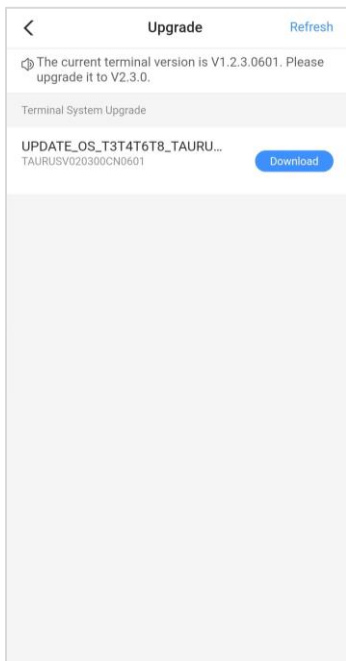 Upgrade
Refresh
The current terminal version is V1.2.3.0601. Please
upgrade it to V2.3.0.
Terminal System Upgrade
UPDATE_OS_T3T4T6T8_TAURU...
TAURUSV020300CN0601
Download